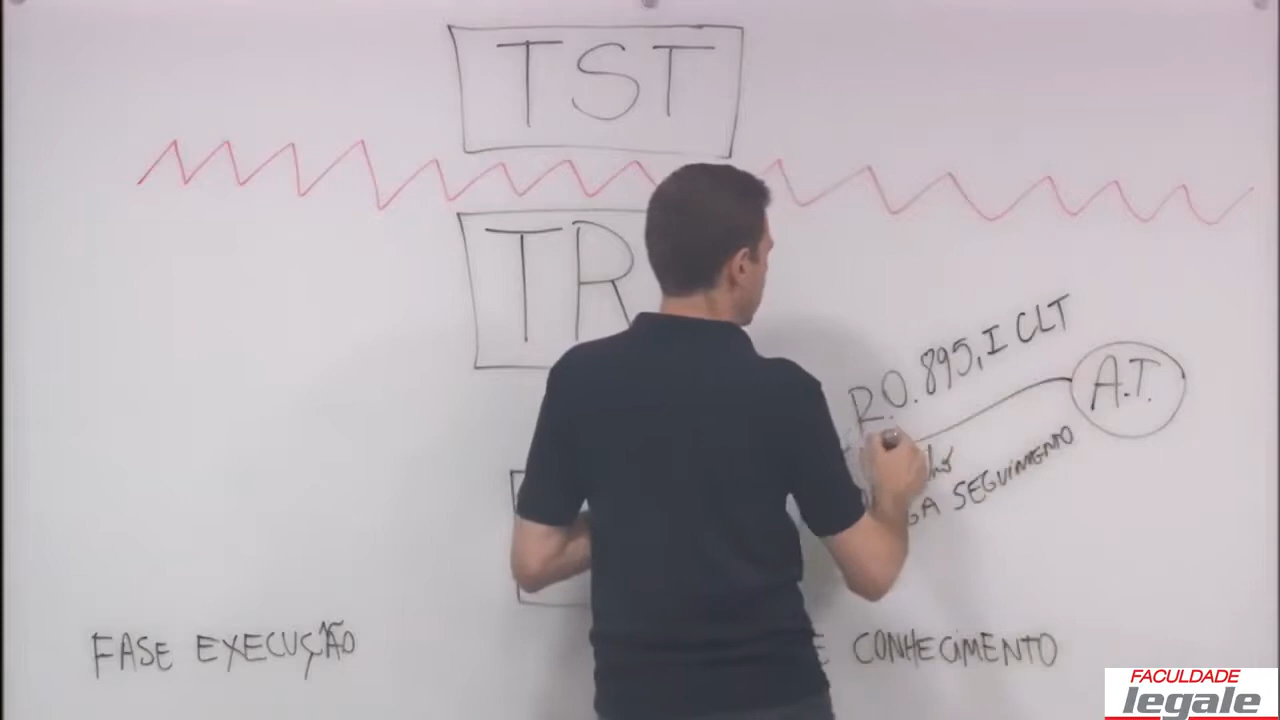 TST
TR
R.O. 895, I CLT
A.T.
SEGUIMENTO
FASE EXECUÇÃO
E CONHECIMENTO
FACULDADE
legale